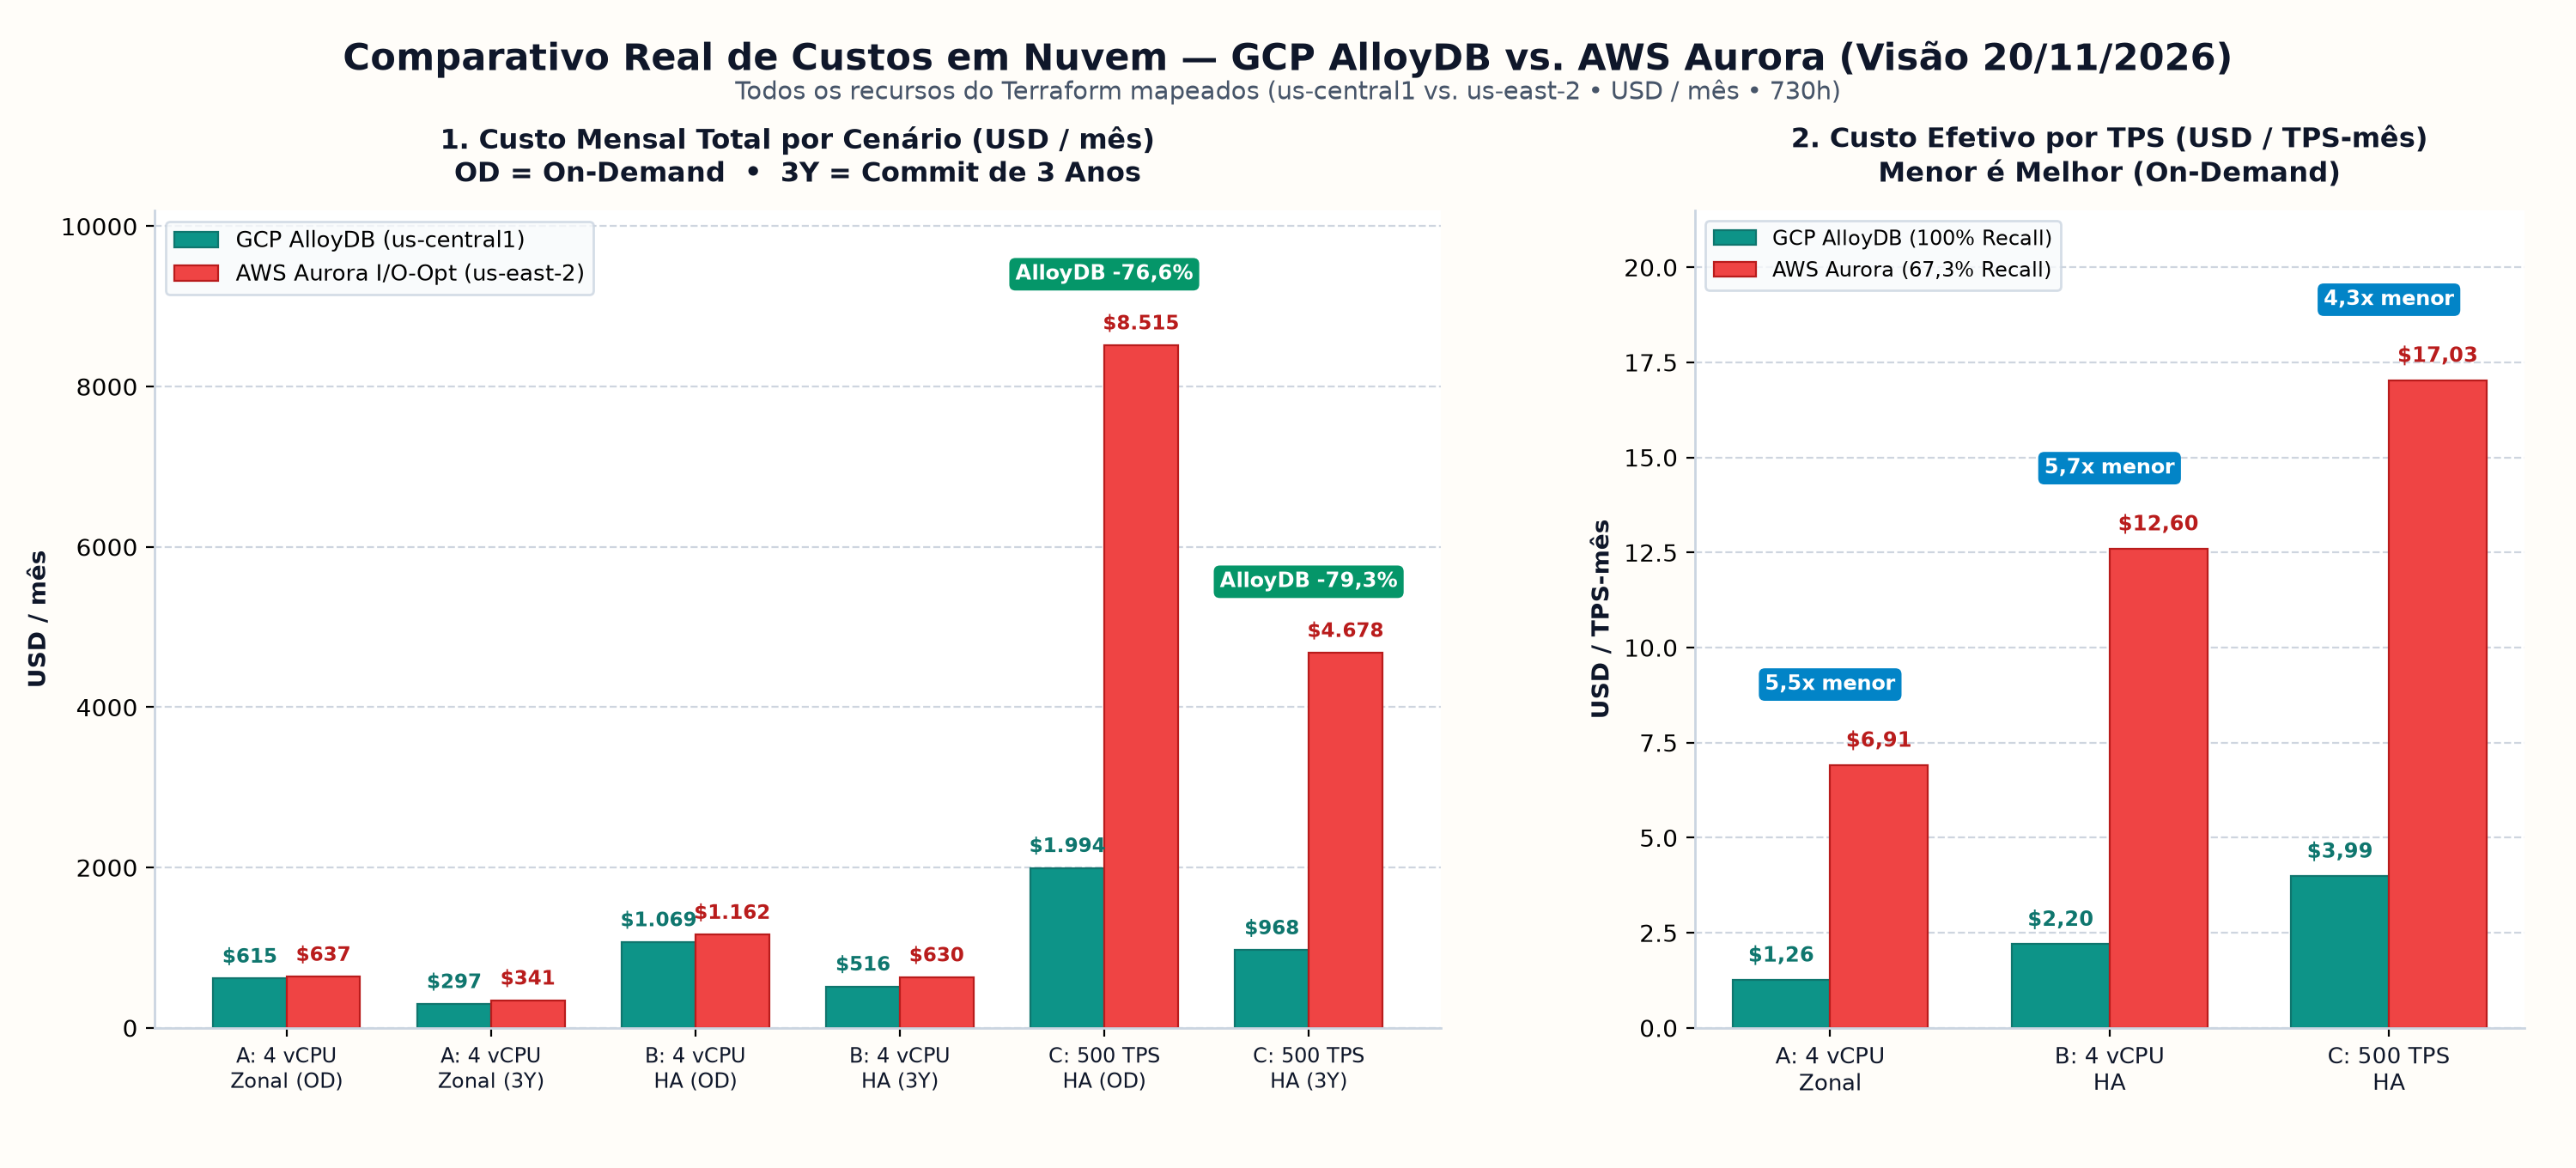 Comparativo Real de Custos em Nuvem — GCP AlloyDB vs. AWS Aurora (Visão 20/11/2026)
Todos os recursos do Terraform mapeados (us-central1 vs. us-east-2 • USD / mês • 730h)
1. Custo Mensal Total por Cenário (USD / mês)
OD = On-Demand • 3Y = Commit de 3 Anos
GCP AlloyDB (us-central1)
AWS Aurora I/O-Opt (us-east-2)
USD / mês
10000
8000
6000
4000
2000
0
AlloyDB -76,6%
$8.515
AlloyDB -79,3%
$4.678
$615
$637
$297
$341
$1.069
$1.162
$516
$630
$1.994
$968
A: 4 vCPU
Zonal (OD)
A: 4 vCPU
Zonal (3Y)
B: 4 vCPU
HA (OD)
B: 4 vCPU
HA (3Y)
C: 500 TPS
HA (OD)
C: 500 TPS
HA (3Y)
2. Custo Efetivo por TPS (USD / TPS-mês)
Menor é Melhor (On-Demand)
GCP AlloyDB (100% Recall)
AWS Aurora (67,3% Recall)
USD / TPS-mês
20.0
17.5
15.0
12.5
10.0
7.5
5.0
2.5
0.0
5,5x menor
$6,91
$1,26
5,7x menor
$12,60
$2,20
4,3x menor
$17,03
$3,99
A: 4 vCPU
Zonal
B: 4 vCPU
HA
C: 500 TPS
HA